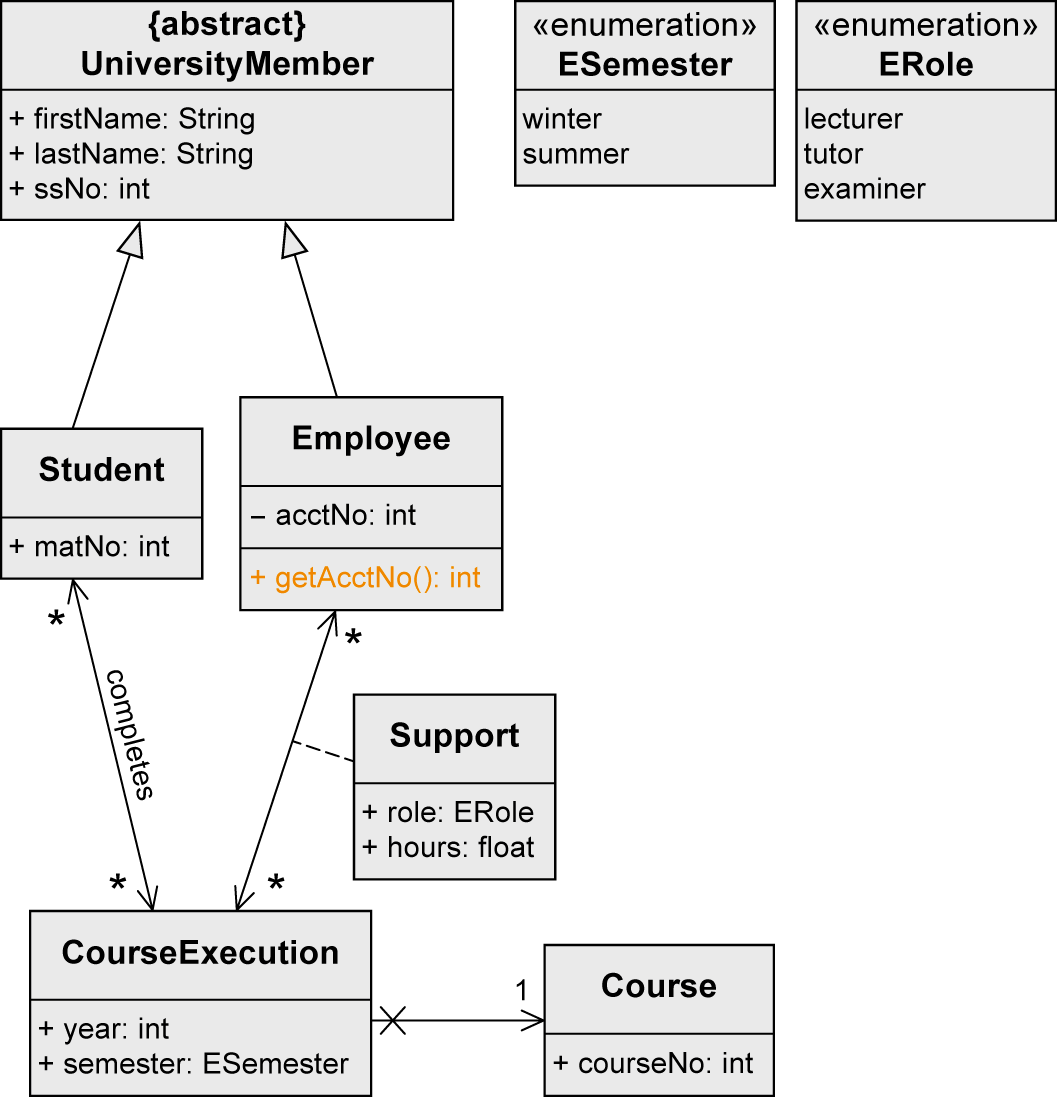 {abstract}
UniversityMember
+ firstName: String
+ lastName: String
+ ssNo: int
«enumeration»
ESemester
winter
summer
«enumeration»
ERole
lecturer
tutor
examiner
Student
+ matNo: int
Employee
– acctNo: int
+ getAcctNo(): int
*
*
completes
Support
+ role: ERole
+ hours: float
*
*
CourseExecution
+ year: int
+ semester: ESemester
1
Course
+ courseNo: int